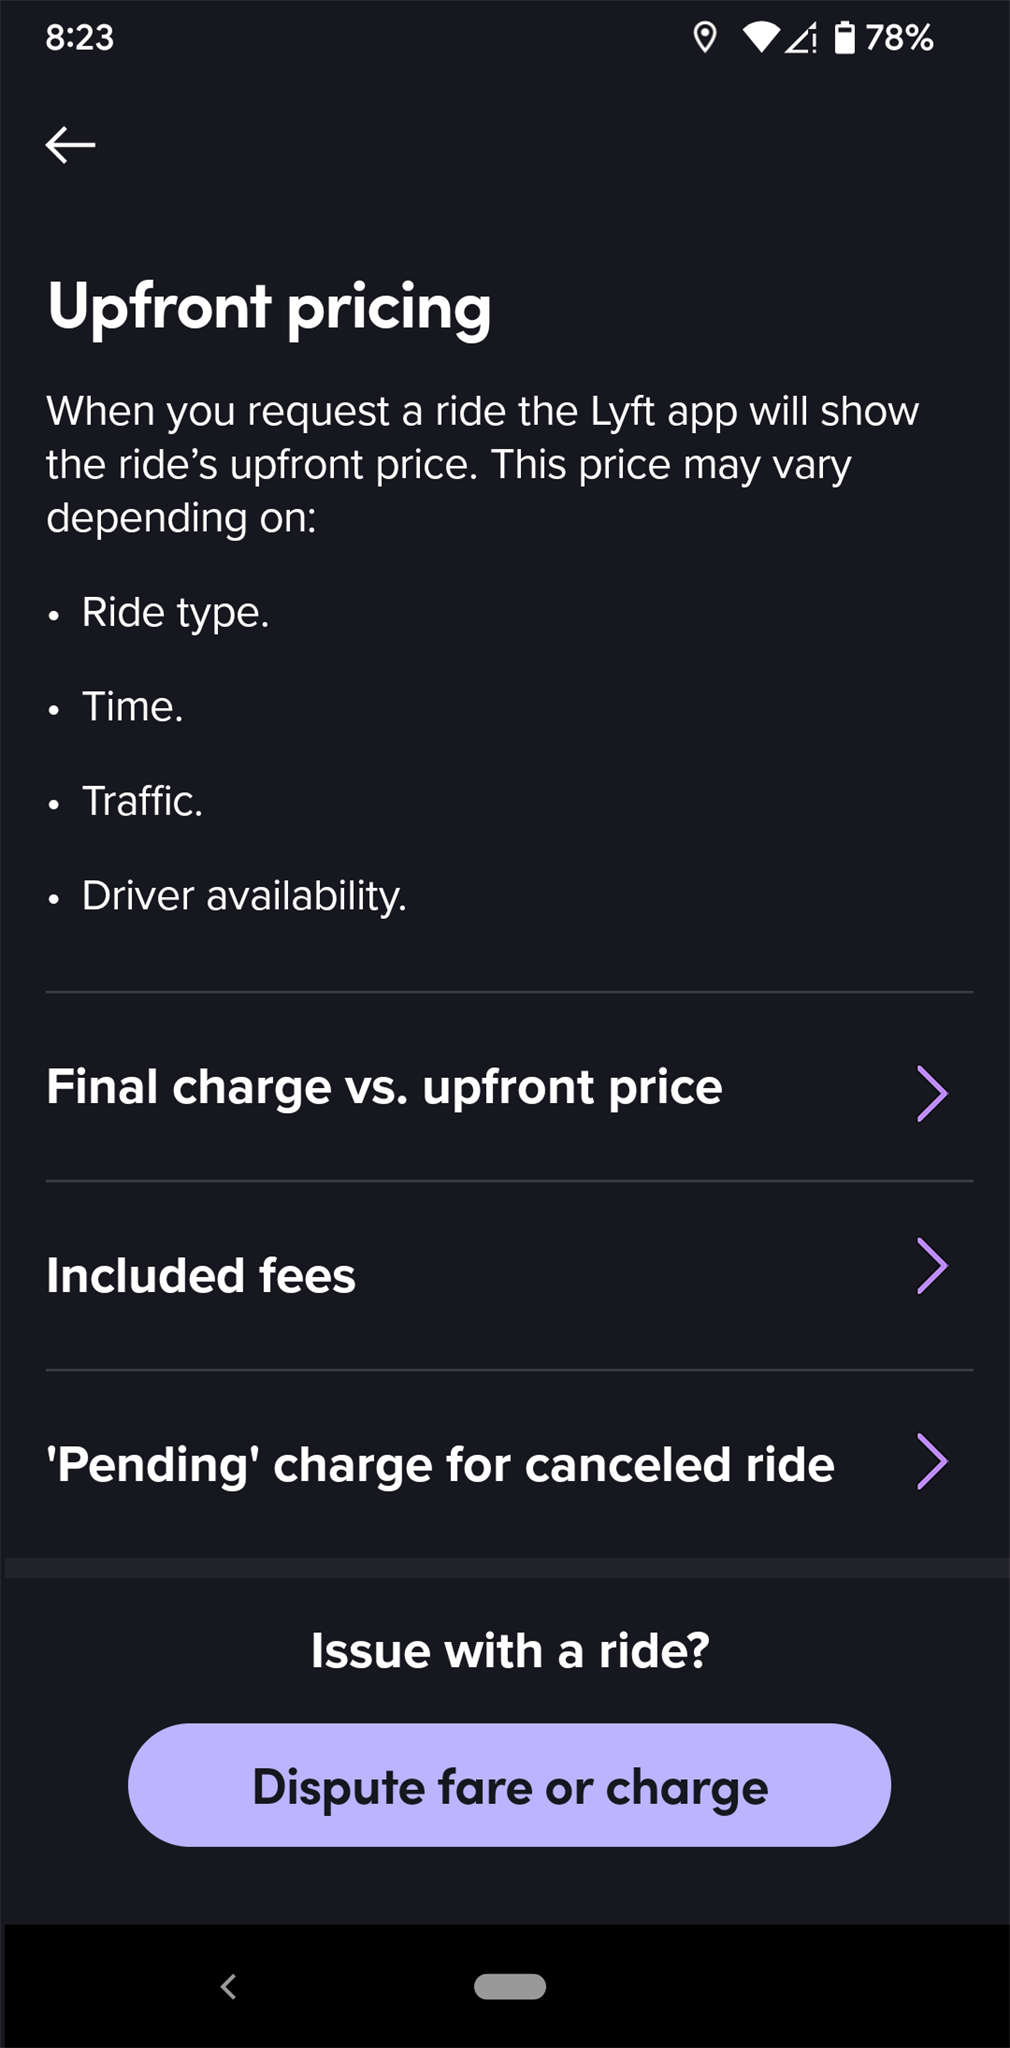 8:23
78%
Upfront pricing
When you request a ride the Lyft app will show
the ride's upfront price. This price may vary
depending on:
• Ride type.
• Time.
• Traffic.
• Driver availability.
Final charge vs. upfront price
Included fees
'Pending' charge for canceled ride
Issue with a ride?
Dispute fare or charge